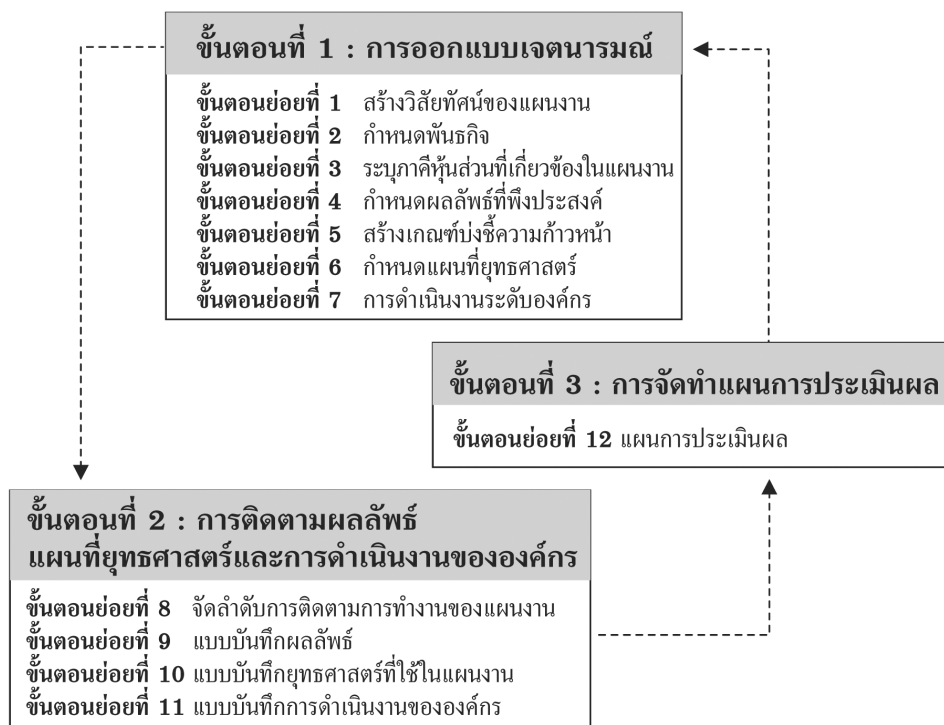 ขั้นตอนที่ 1 : การออกแบบเจตนารมณ์
ขั้นตอนย่อยที่ 1 สร้างวิสัยทัศน์ของแผนงาน
ขั้นตอนย่อยที่ 2 กำหนดพันธกิจ
ขั้นตอนย่อยที่ 3 ระบุภาคีหุ้นส่วนที่เกี่ยวข้องในแผนงาน
ขั้นตอนย่อยที่ 4 กำหนดผลลัพธ์ที่พึงประสงค์
ขั้นตอนย่อยที่ 5 สร้างเกณฑ์บ่งชี้ความก้าวหน้า
ขั้นตอนย่อยที่ 6 กำหนดแผนที่ยุทธศาสตร์
ขั้นตอนย่อยที่ 7 การดำเนินงานระดับองค์กร
ขั้นตอนที่ 3 : การจัดทำแผนการประเมินผล
ขั้นตอนย่อยที่ 12 แผนการประเมินผล
ขั้นตอนที่ 2 : การติดตามผลลัพธ์
แผนที่ยุทธศาสตร์และการดำเนินงานขององค์กร
ขั้นตอนย่อยที่ 8 จัดลำดับการติดตามการทำงานของแผนงาน
ขั้นตอนย่อยที่ 9 แบบบันทึกผลลัพธ์
ขั้นตอนย่อยที่ 10 แบบบันทึกยุทธศาสตร์ที่ใช้ในแผนงาน
ขั้นตอนย่อยที่ 11 แบบบันทึกการดำเนินงานขององค์กร